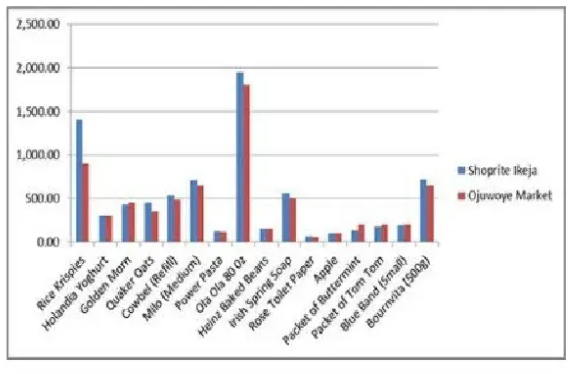 2,500.00
2,000.00
1,500.00
1,000.00
500.00
0.00
Rice Krispies
Holandia Yoghurt
Golden Morn
Quaker Oats
Cowbel (Refill)
Milo (Medium)
Power Pasta
Ola Ola 80 Oz
Heinz Baked Beans
Irish Spring Soap
Rose Toilet Paper
Apple
Packet of Buttermint
Packet of Tom Tom
Blue Band (Small)
Bournvita (500g)
Shoprite Ikeja
Ojuwoye Market